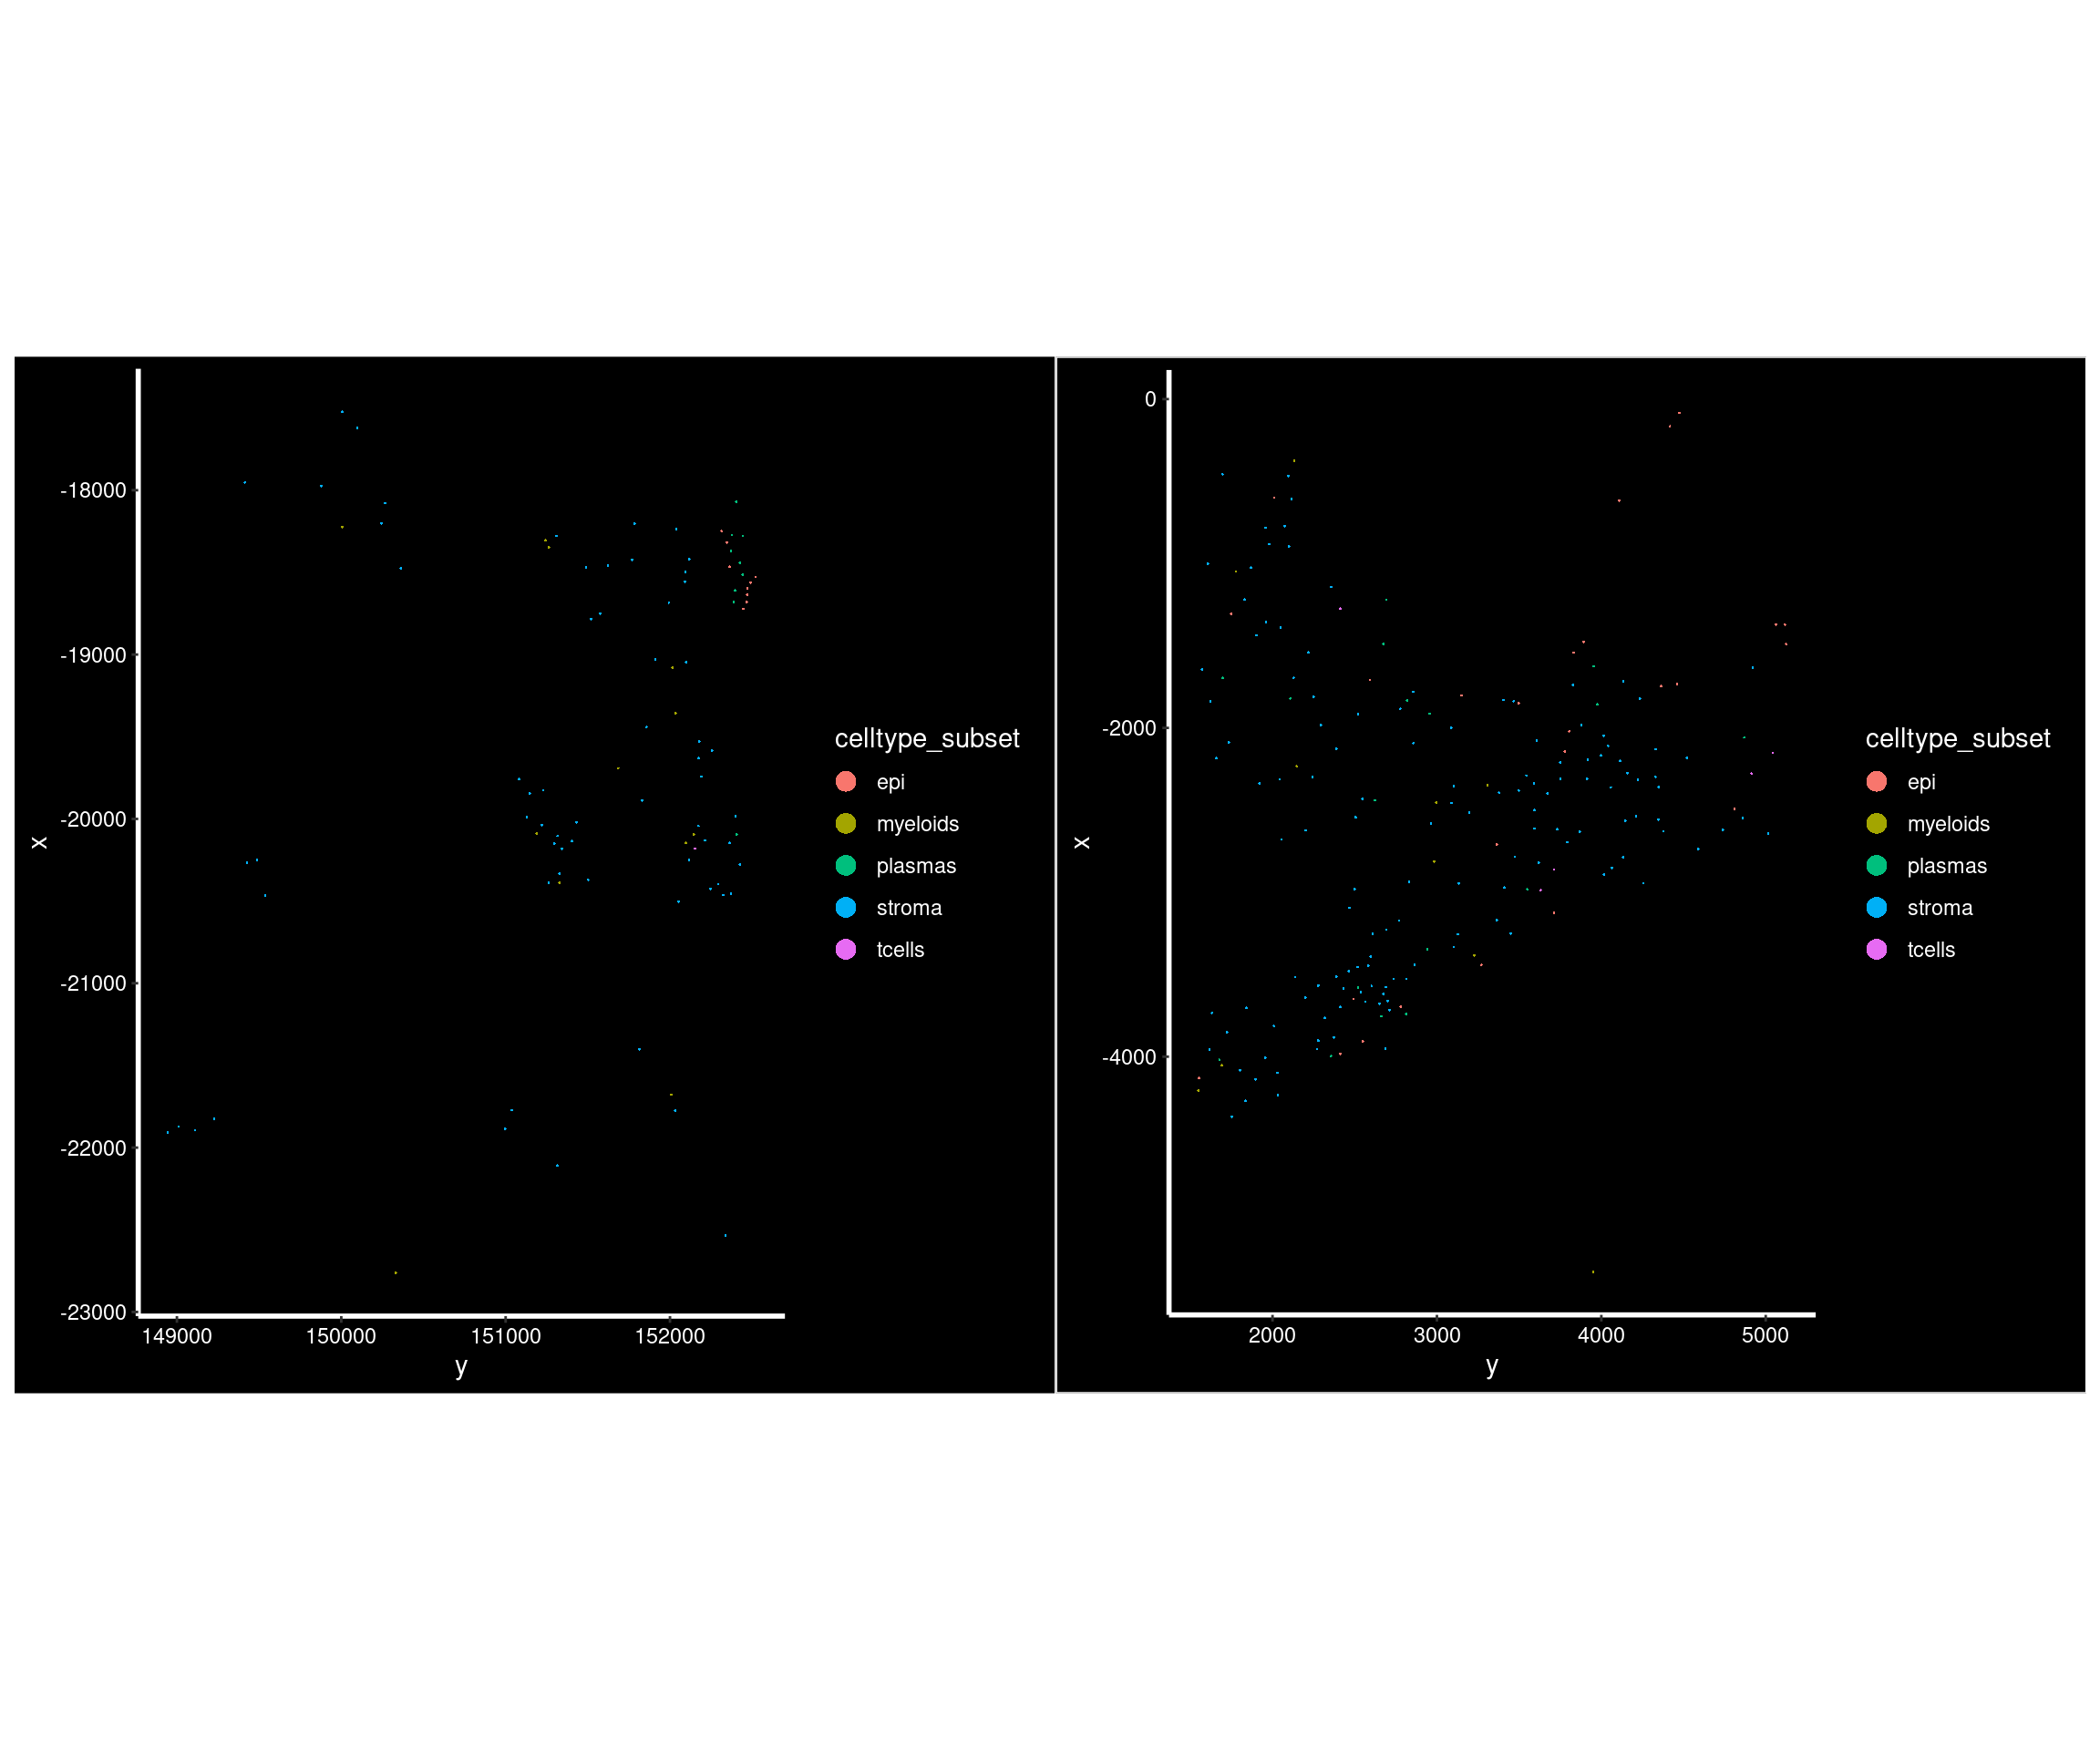 -18000
-19000
-20000
-21000
-22000
-23000
x
149000 150000 151000 152000
y
celltype_subset
epi
myeloids
plasmas
stroma
tcells
0
-2000
-4000
x
2000 3000 4000 5000
y
celltype_subset
epi
myeloids
plasmas
stroma
tcells